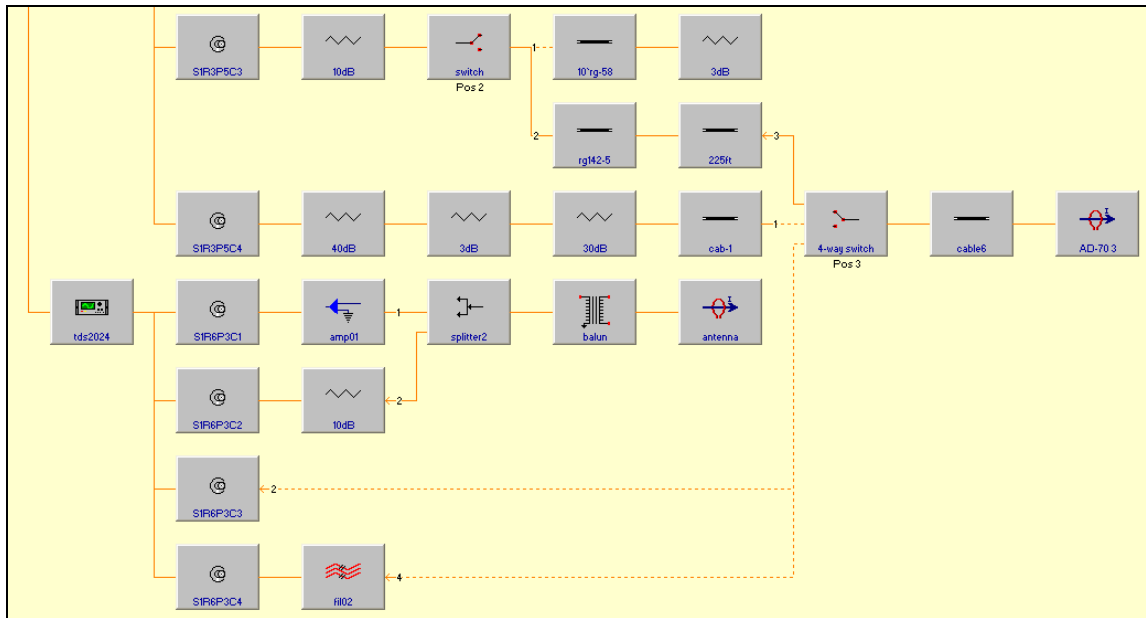 S1R3P5C3
10dB
switch
Pos 2
1
10`rg-58
3dB
2
rg142-5
225ft
3
S1R3P5C4
40dB
3dB
30dB
cab-1
1
4-way switch
Pos 3
cable6
AD-70 3
tds2024
S1R6P3C1
amp01
1
splitter2
balun
I
antenna
I
S1R6P3C2
10dB
2
S1R6P3C3
2
S1R6P3C4
fil02
4